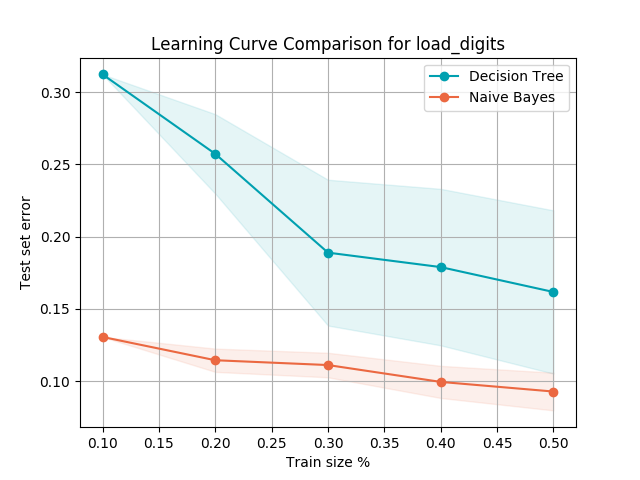 Learning Curve Comparison for load_digits
Decision Tree
Naive Bayes
Test set error
0.30
0.25
0.20
0.15
0.10
0.10 0.15 0.20 0.25 0.30 0.35 0.40 0.45 0.50
Train size %